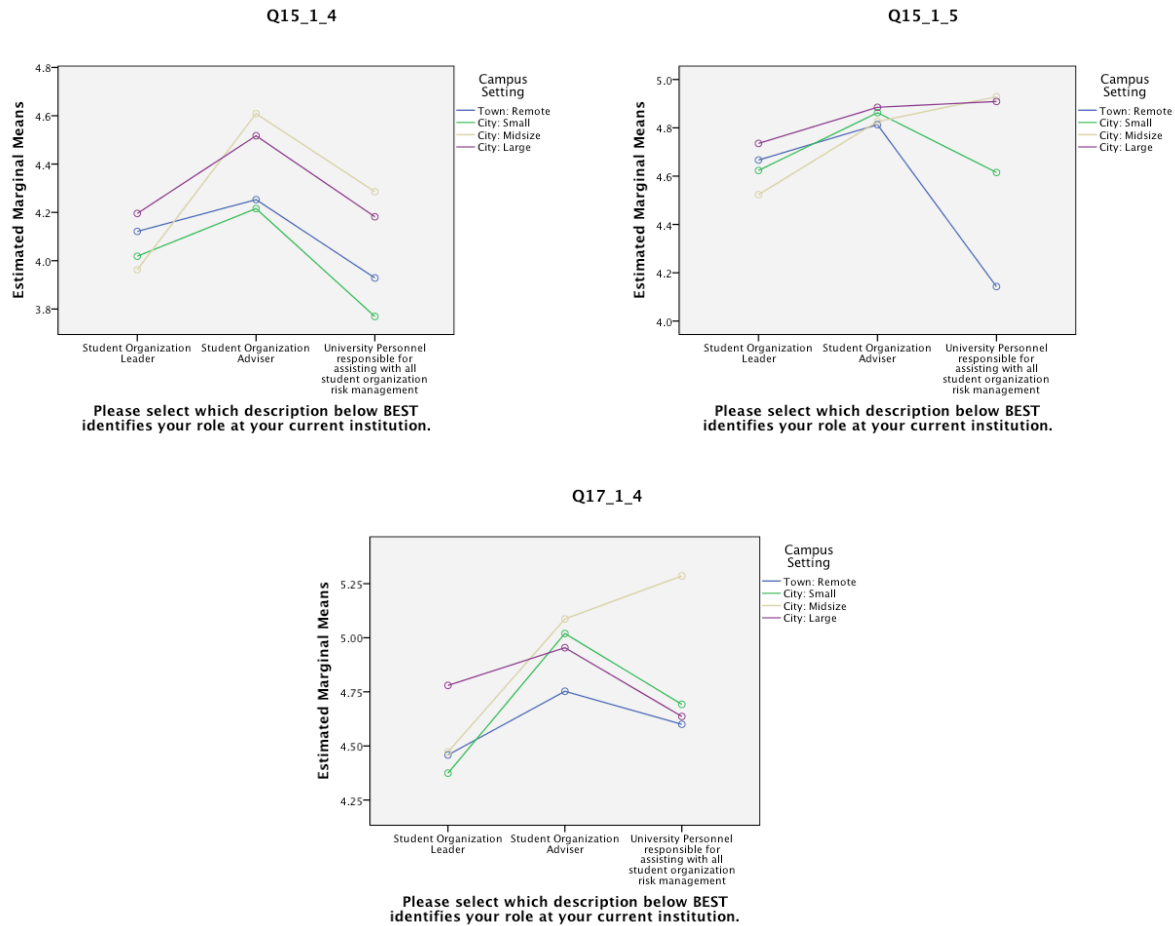 Q15_1_4
4.8
4.6
4.4
4.2
4.0
3.8
Estimated Marginal Means
Student Organization
Leader
Student Organization
Adviser
University Personnel
responsible for
assisting with all
student organization
risk management
Please select which description below BEST
identifies your role at your current institution.
Campus
Setting
Town: Remote
City: Small
City: Midsize
City: Large
Q15_1_5
5.0
4.8
4.6
4.4
4.2
4.0
Estimated Marginal Means
Student Organization
Leader
Student Organization
Adviser
University Personnel
responsible for
assisting with all
student organization
risk management
Please select which description below BEST
identifies your role at your current institution.
Campus
Setting
Town: Remote
City: Small
City: Midsize
City: Large
Q17_1_4
5.25
5.00
4.75
4.50
4.25
Estimated Marginal Means
Student Organization
Leader
Student Organization
Adviser
University Personnel
responsible for
assisting with all
student organization
risk management
Please select which description below BEST
identifies your role at your current institution.
Campus
Setting
Town: Remote
City: Small
City: Midsize
City: Large